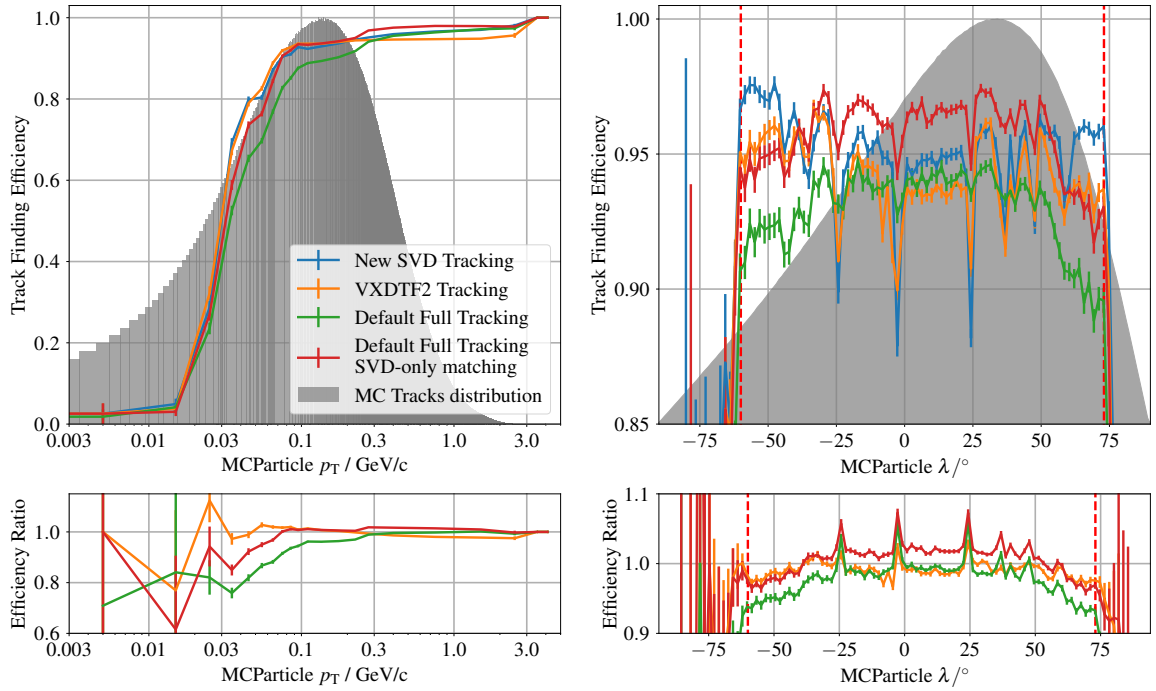 Track Finding Efficiency
1.0
0.8
0.6
0.4
0.2
0.0
New SVD Tracking
VXDTF2 Tracking
Default Full Tracking
Default Full Tracking
SVD-only matching
MC Tracks distribution
0.003 0.01 0.03 0.1 0.3 1.0 3.0
MCParticle p_T / GeV/c
Track Finding Efficiency
1.00
0.95
0.90
0.85
−75 −50 −25 0 25 50 75
MCParticle λ/°
Efficiency Ratio
1.0
0.8
0.6
0.003 0.01 0.03 0.1 0.3 1.0 3.0
MCParticle p_T / GeV/c
Efficiency Ratio
1.1
1.0
0.9
−75 −50 −25 0 25 50 75
MCParticle λ/°